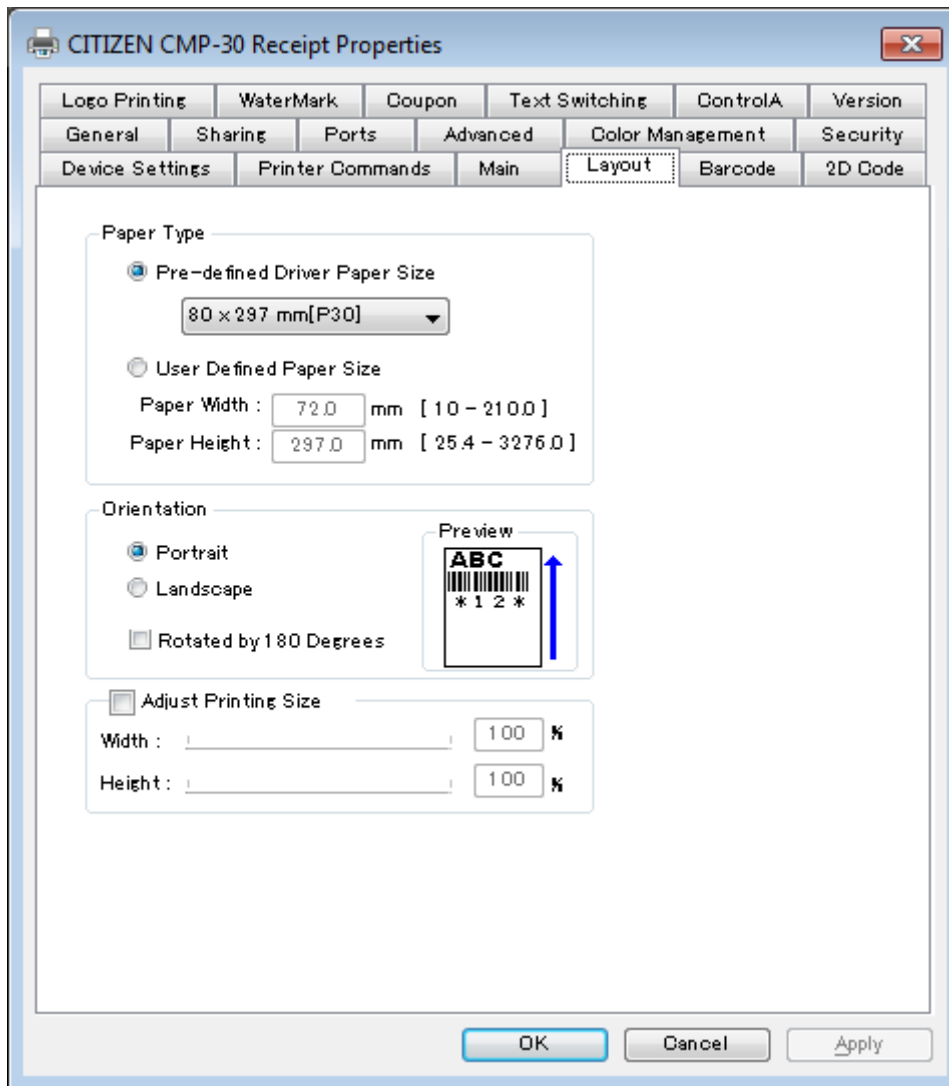 CITIZEN CMP-30 Receipt Properties
Logo Printing WaterMark Coupon Text Switching ControlA Version
General Sharing Ports Advanced Color Management Security
Device Settings Printer Commands Main Layout Barcode 2D Code
Paper Type
Pre-defined Driver Paper Size
80 x 297 mm[P30]
User Defined Paper Size
Paper Width : 72.0 mm [ 10 - 210.0 ]
Paper Height : 297.0 mm [ 25.4 - 3276.0 ]
Orientation
Portrait
Landscape
Rotated by 180 Degrees
Preview
ABC
*12*
Adjust Printing Size
Width : 100 %
Height : 100 %
OK Cancel Apply